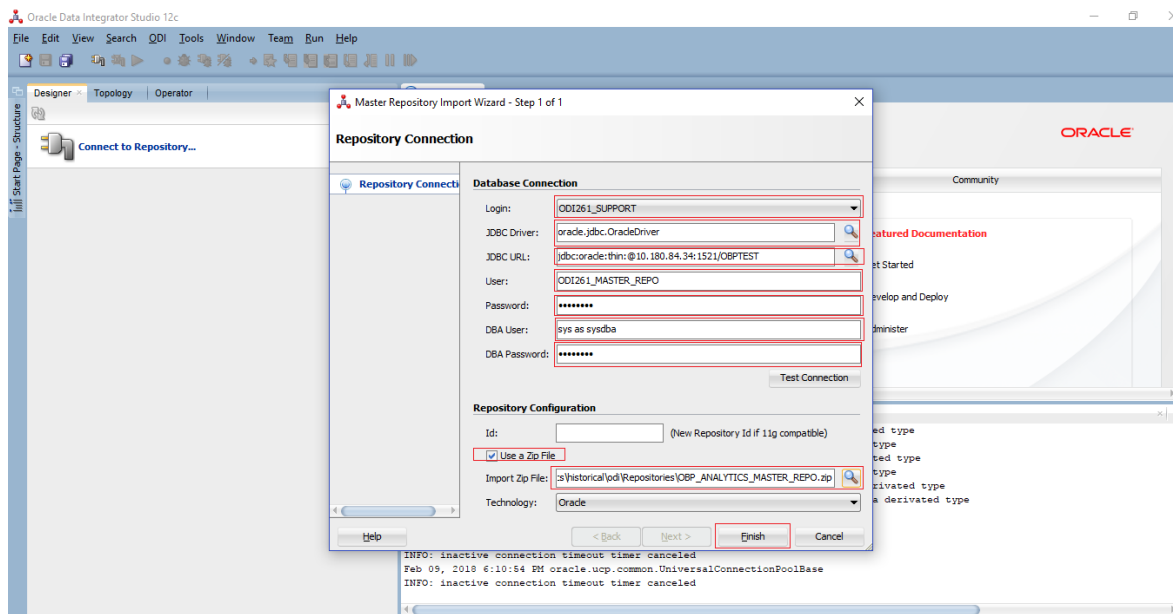 Oracle Data Integrator Studio 12c
File Edit View Search ODI Tools Window Team Run Help
Designer Topology Operator
Start Page - Structure
Connect to Repository...
Master Repository Import Wizard - Step 1 of 1
Repository Connection
Repository Connecti
Database Connection
Login: ODI261_SUPPORT
JDBC Driver: oracle.jdbc.OracleDriver
JDBC URL: jdbc:oracle:thin:@10.180.84.34:1521/OBPTEST
User: ODI261_MASTER_REPO
Password: ••••••••
DBA User: sys as sysdba
DBA Password: ••••••••
Test Connection
Repository Configuration
Id: (New Repository Id if 11g compatible)
Use a Zip File
Import Zip File: :s\historical\odi\Repositories\OBP_ANALYTICS_MASTER_REPO.zip
Technology: Oracle
Help < Back Next > Finish Cancel
ORACLE
Community
eatured Documentation
et Started
evelop and Deploy
dminister
ed type
type
ted type
type
rivated type
a derivated type
INFO: inactive connection timeout timer canceled
Feb 09, 2018 6:10:54 PM oracle.ucp.common.UniversalConnectionPoolBase
INFO: inactive connection timeout timer canceled